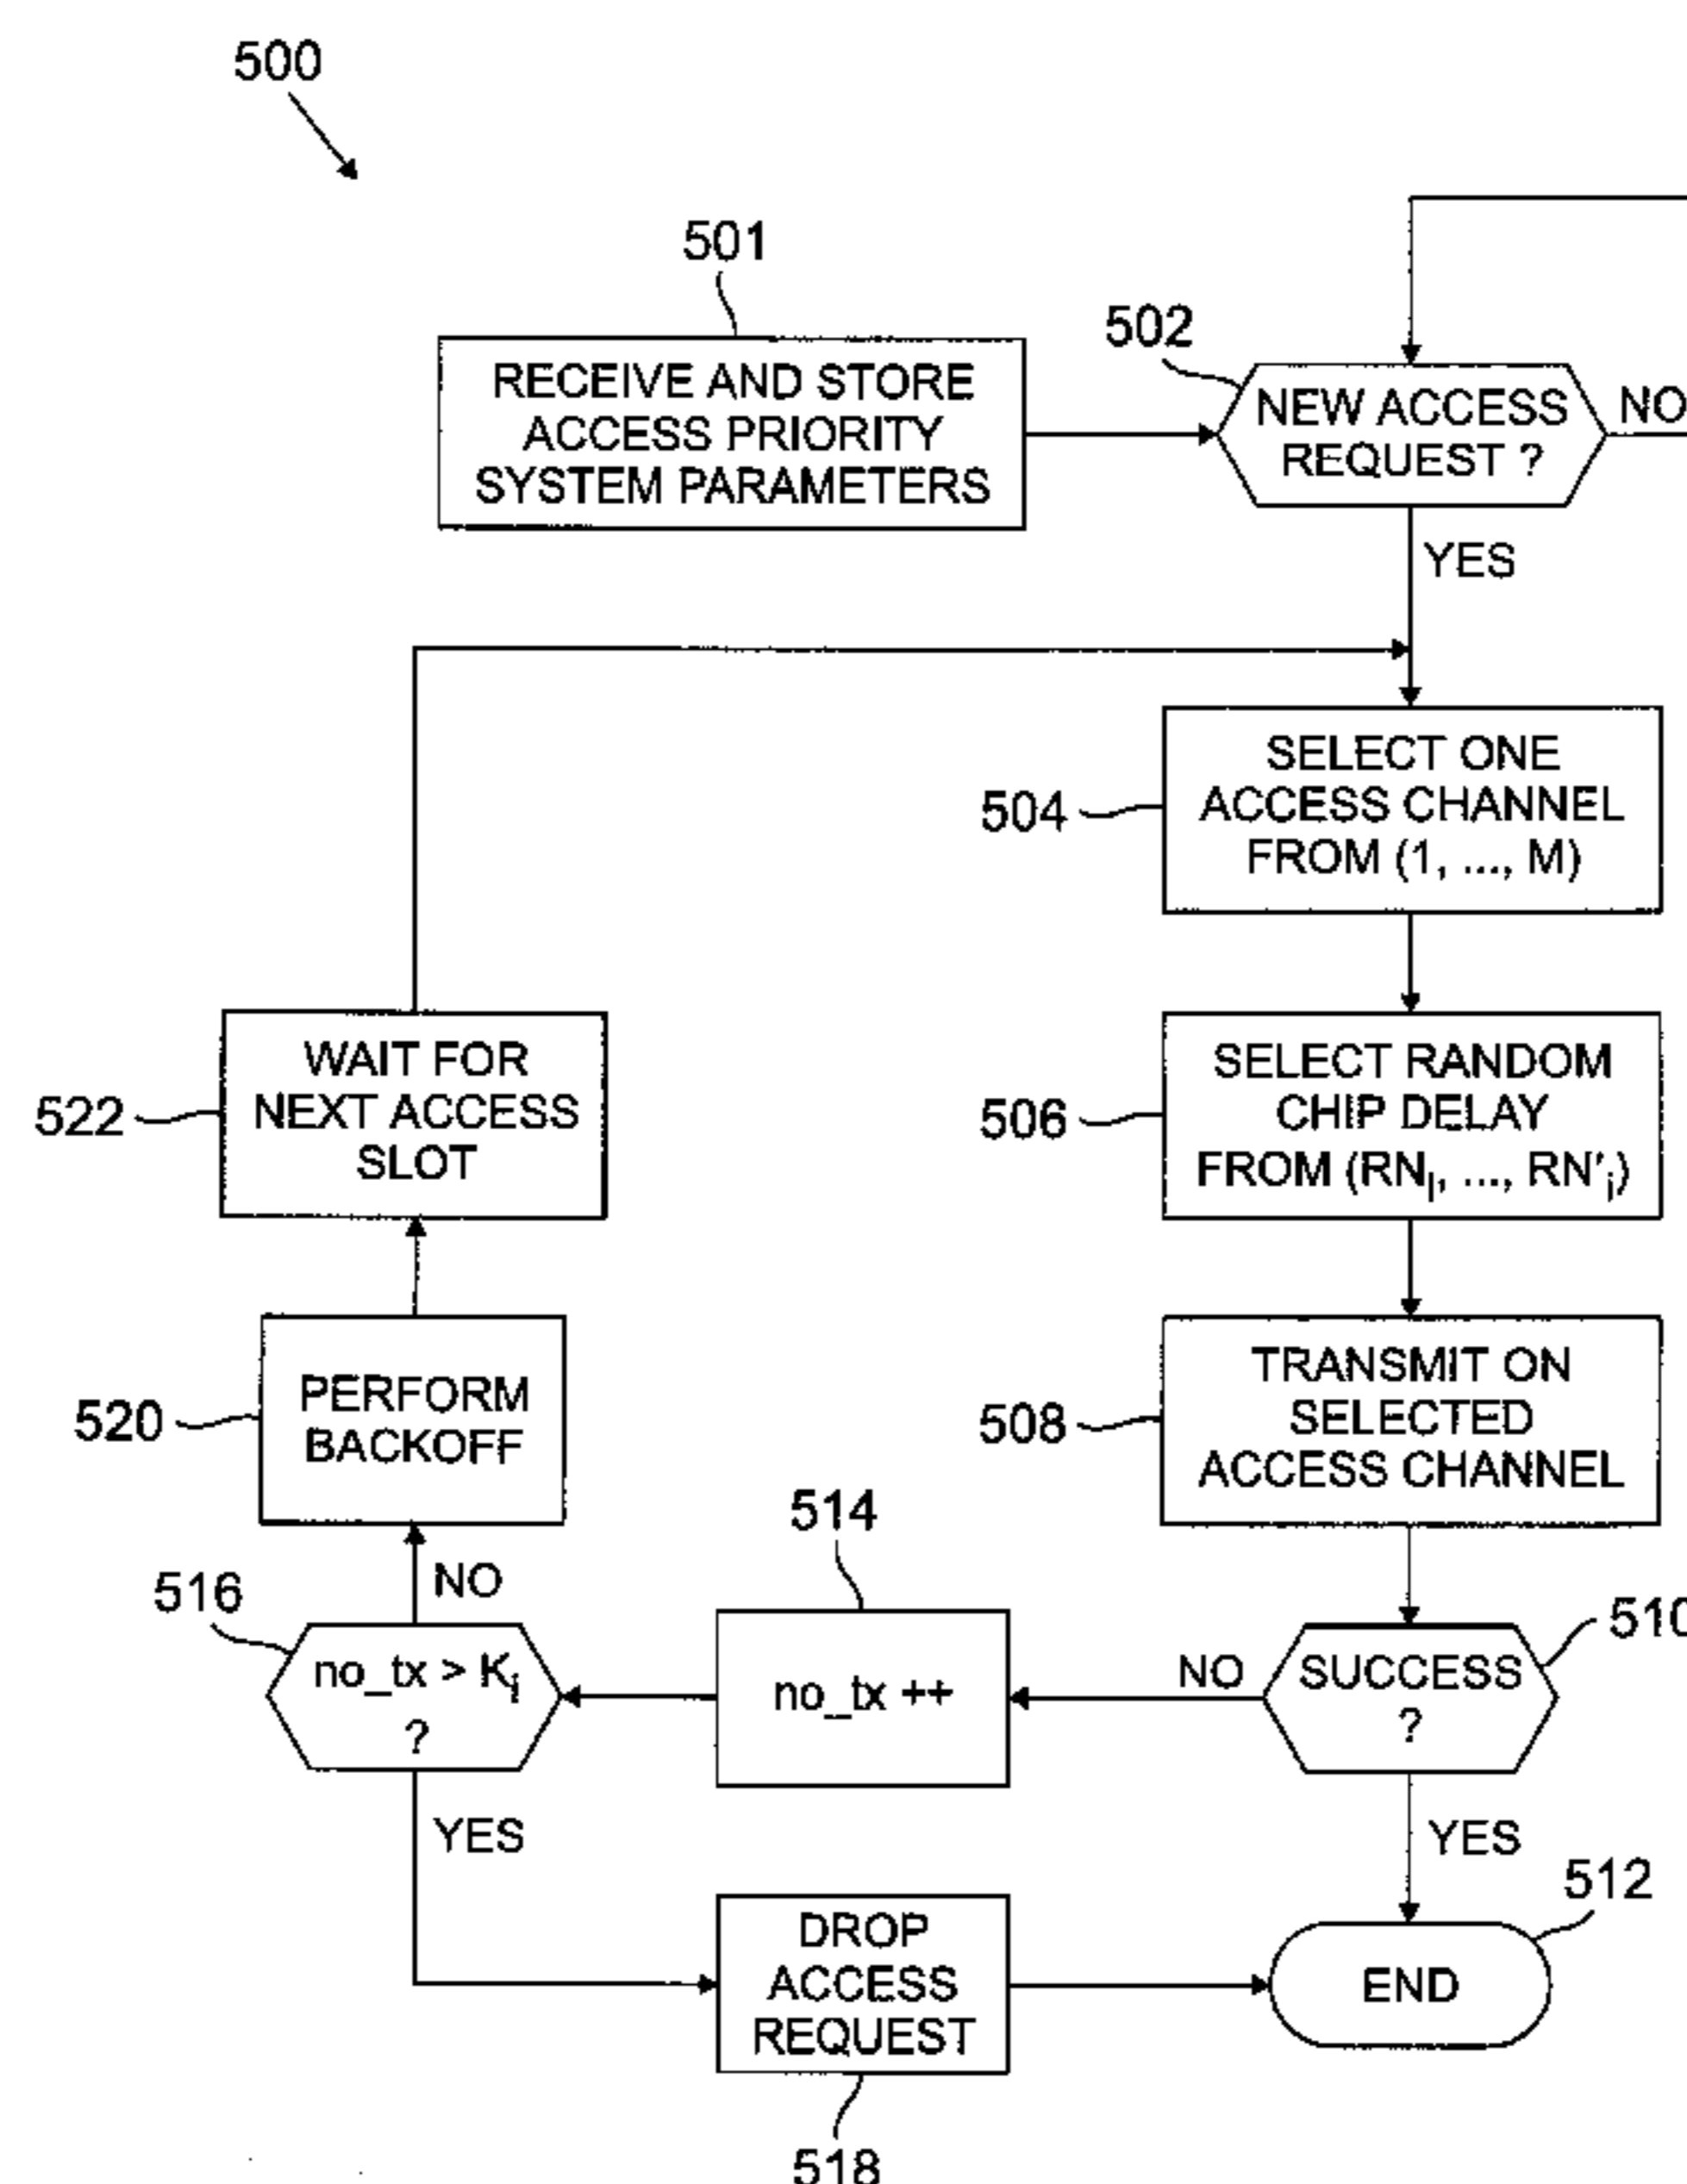 500
501
RECEIVE AND STORE
ACCESS PRIORITY
SYSTEM PARAMETERS
502
NEW ACCESS
REQUEST ?
NO
YES
504
SELECT ONE
ACCESS CHANNEL
FROM (1, ..., M)
506
SELECT RANDOM
CHIP DELAY
FROM (RNᵢ, ..., RN'ᵢ)
508
TRANSMIT ON
SELECTED
ACCESS CHANNEL
510
SUCCESS
?
NO
YES
512
END
514
no_tx ++
516
no_tx > Kᵢ
?
NO
YES
518
DROP
ACCESS
REQUEST
520
PERFORM
BACKOFF
522
WAIT FOR
NEXT ACCESS
SLOT